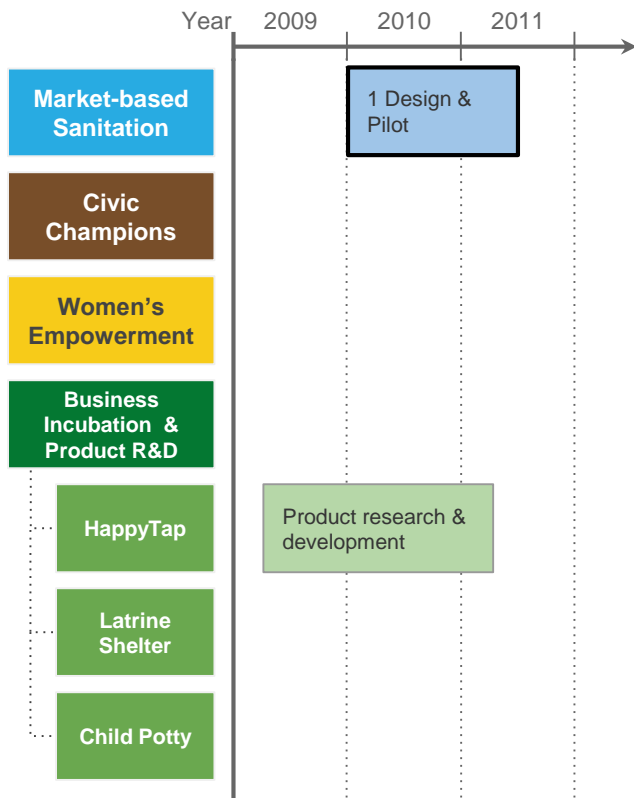 Year 2009 2010 2011
Market-based
Sanitation
1 Design &
Pilot
Civic
Champions
Women’s
Empowerment
Business
Incubation &
Product R&D
HappyTap
Product research &
development
Latrine
Shelter
Child Potty